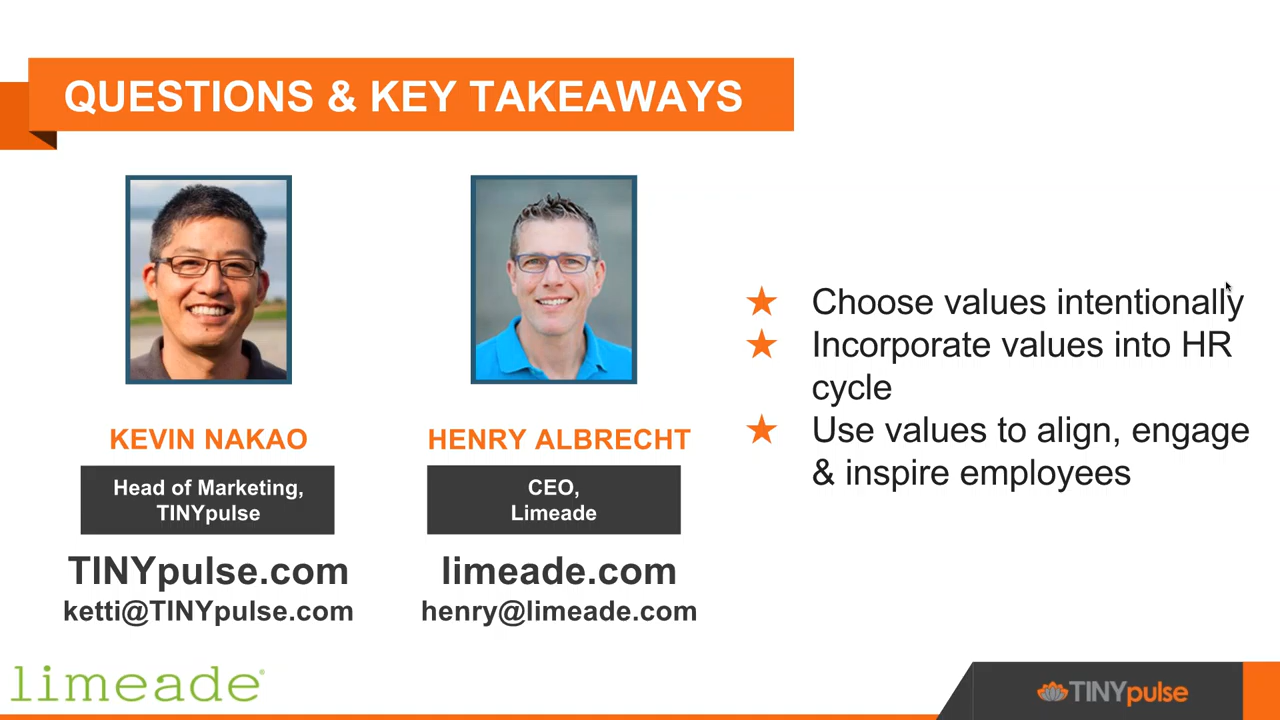 QUESTIONS & KEY TAKEAWAYS
KEVIN NAKAO
Head of Marketing,
TINYpulse
TINYpulse.com
ketti@TINYpulse.com
HENRY ALBRECHT
CEO,
Limeade
limeade.com
henry@limeade.com
★ Choose values intentionally
★ Incorporate values into HR
cycle
★ Use values to align, engage
& inspire employees
limeade
TINYpulse